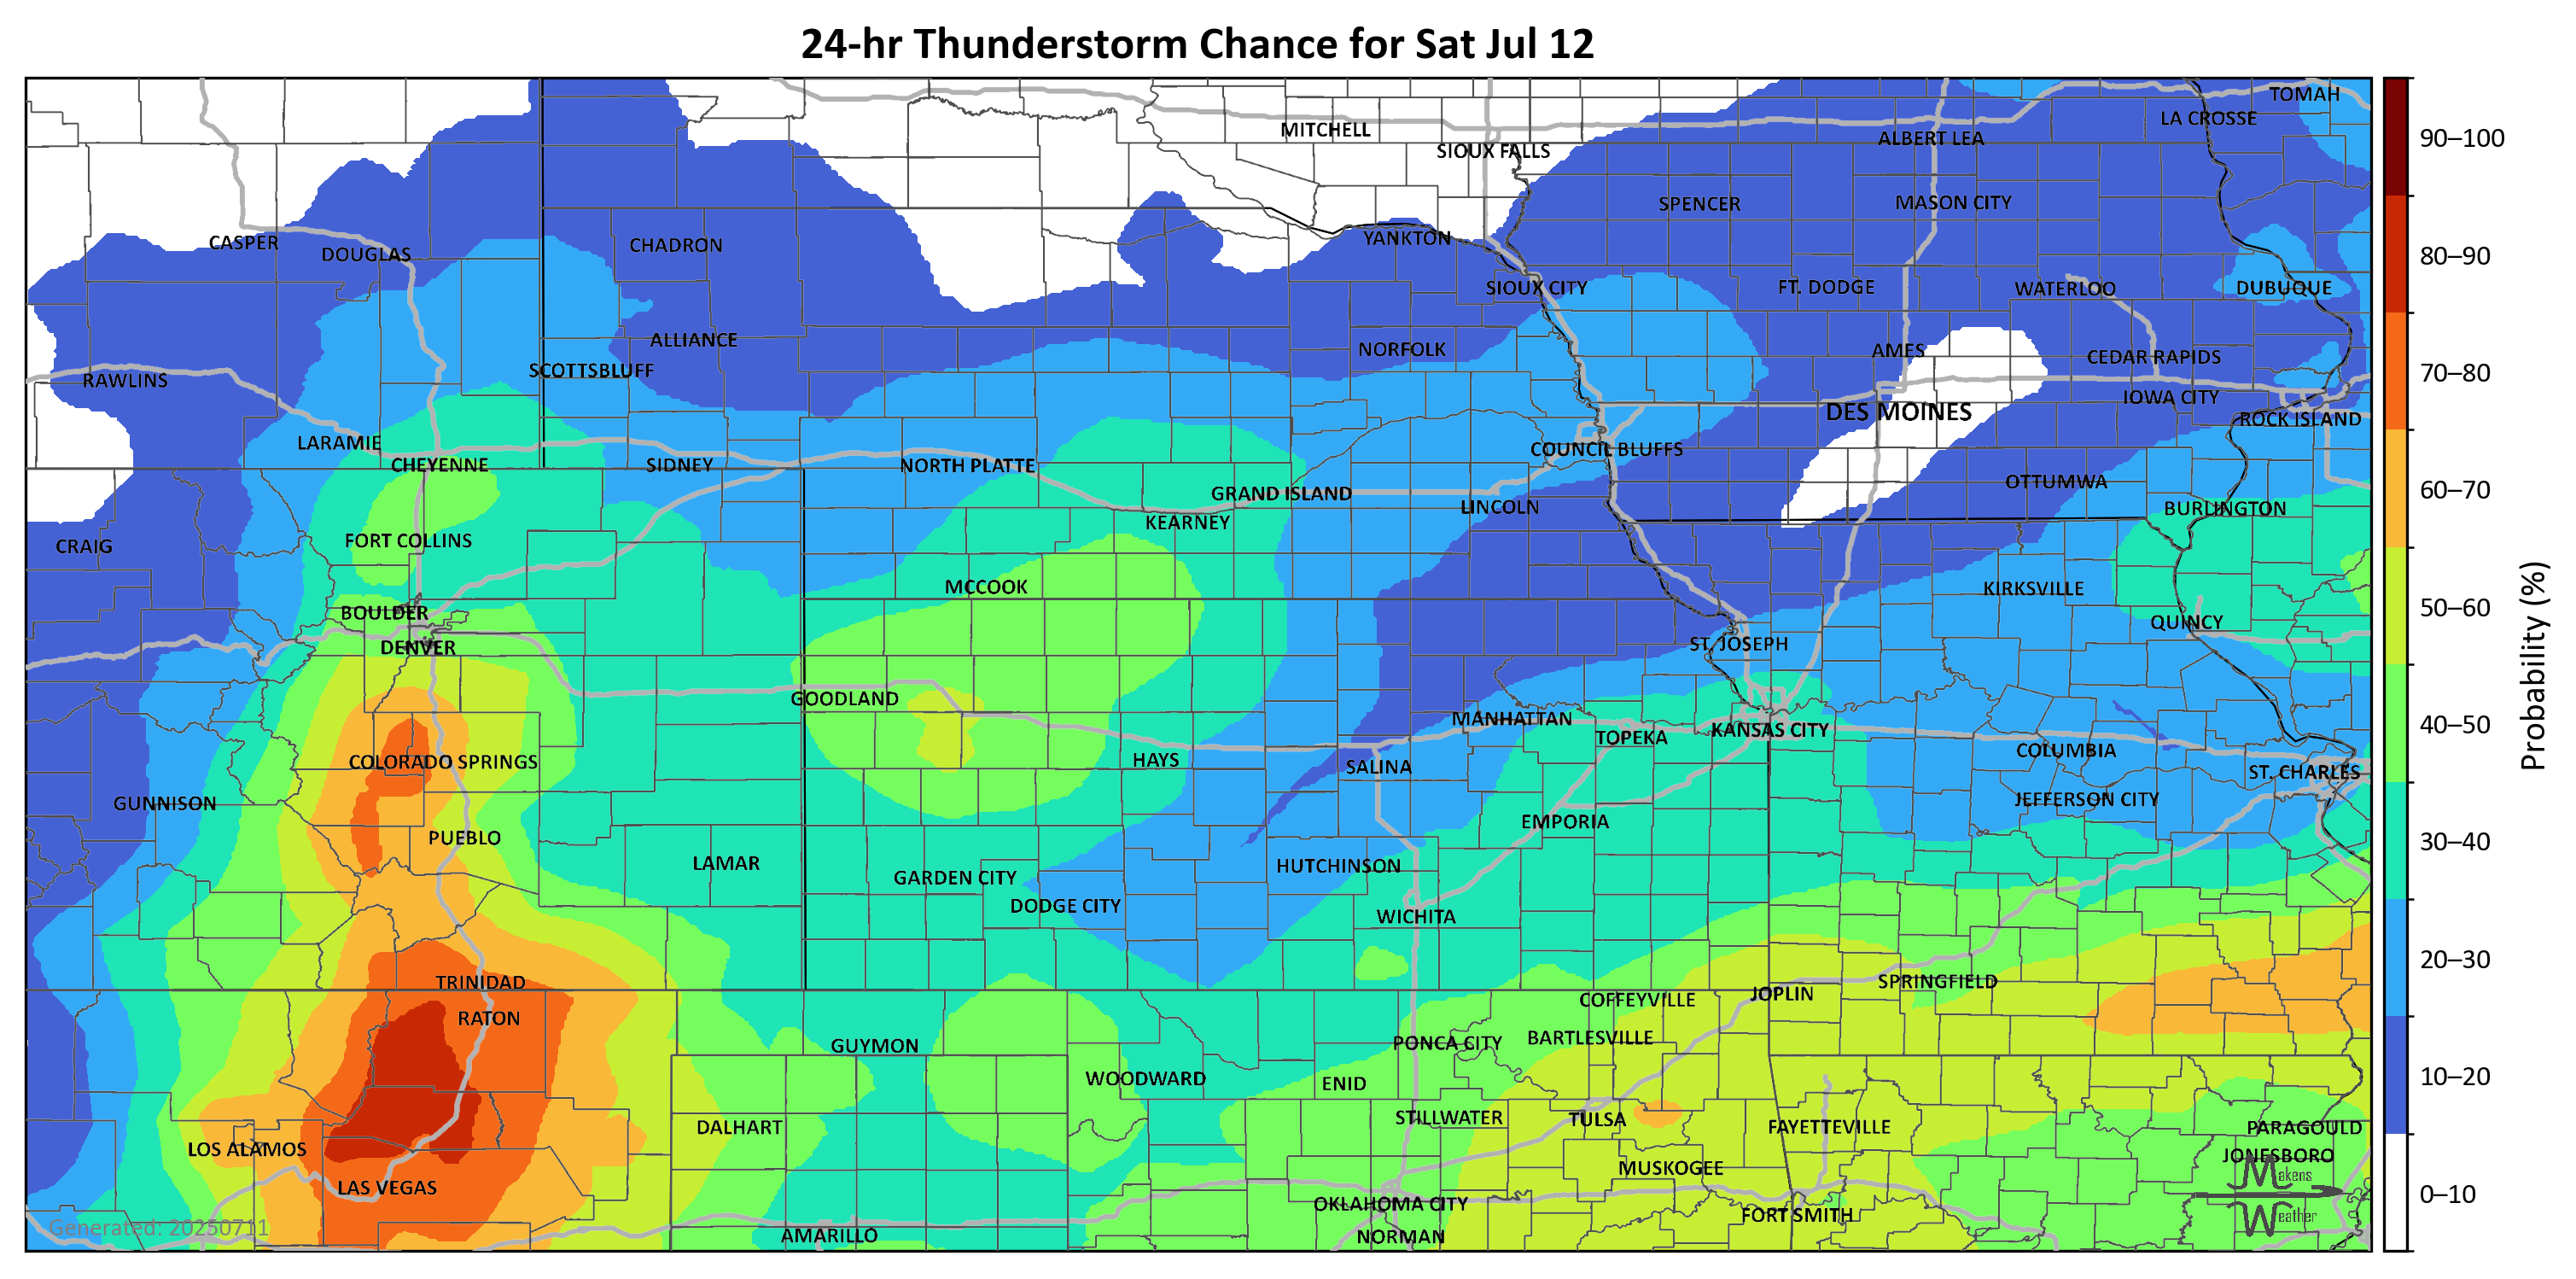 24-hr Thunderstorm Chance for Sat Jul 12
TOMAH
LA CROSSE
MITCHELL
ALBERT LEA
SIOUX FALLS
SPENCER
MASON CITY
CASPER
DOUGLAS
CHADRON
YANKTON
SIOUX CITY
FT. DODGE
WATERLOO
DUBUQUE
ALLIANCE
NORFOLK
AMES
CEDAR RAPIDS
RAWLINS
SCOTTSBLUFF
IOWA CITY
DES MOINES
ROCK ISLAND
LARAMIE
CHEYENNE
SIDNEY
NORTH PLATTE
COUNCIL BLUFFS
GRAND ISLAND
LINCOLN
OTTUMWA
BURLINGTON
KEARNEY
CRAIG
FORT COLLINS
MCCOOK
KIRKSVILLE
BOULDER
QUINCY
DENVER
ST. JOSEPH
GOODLAND
MANHATTAN
TOPEKA
KANSAS CITY
COLUMBIA
COLORADO SPRINGS
HAYS
SALINA
ST. CHARLES
GUNNISON
JEFFERSON CITY
PUEBLO
EMPORIA
LAMAR
HUTCHINSON
GARDEN CITY
DODGE CITY
WICHITA
TRINIDAD
SPRINGFIELD
COFFEYVILLE
JOPLIN
RATON
GUYMON
PONCA CITY
BARTLESVILLE
WOODWARD
ENID
DALHART
STILLWATER
TULSA
FAYETTEVILLE
PARAGOULD
LOS ALAMOS
JONESBORO
MUSKOGEE
LAS VEGAS
OKLAHOMA CITY
FORT SMITH
AMARILLO
NORMAN
Generated: 20250711
Makens
Weather
90–100
80–90
70–80
60–70
50–60
40–50
30–40
20–30
10–20
0–10
Probability (%)